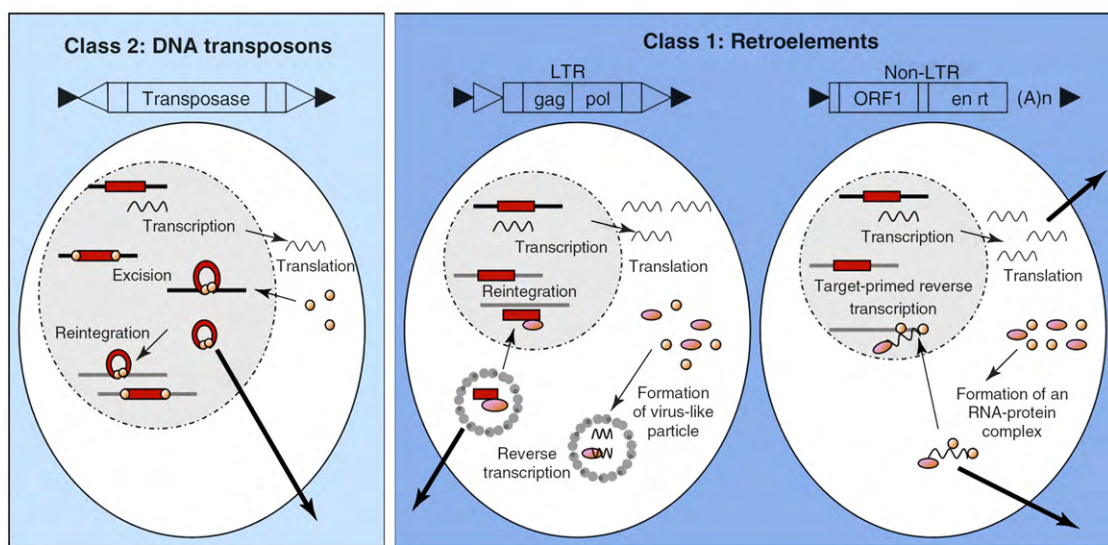 Class 2: DNA transposons
Transposase
Transcription
Translation
Excision
Reintegration
Class 1: Retroelements
LTR
gag pol
Transcription
Translation
Reintegration
Formation
of virus-like
particle
Reverse
transcription
Non-LTR
ORF1 en rt (A)n
Transcription
Translation
Target-primed reverse
transcription
Formation of an
RNA-protein
complex